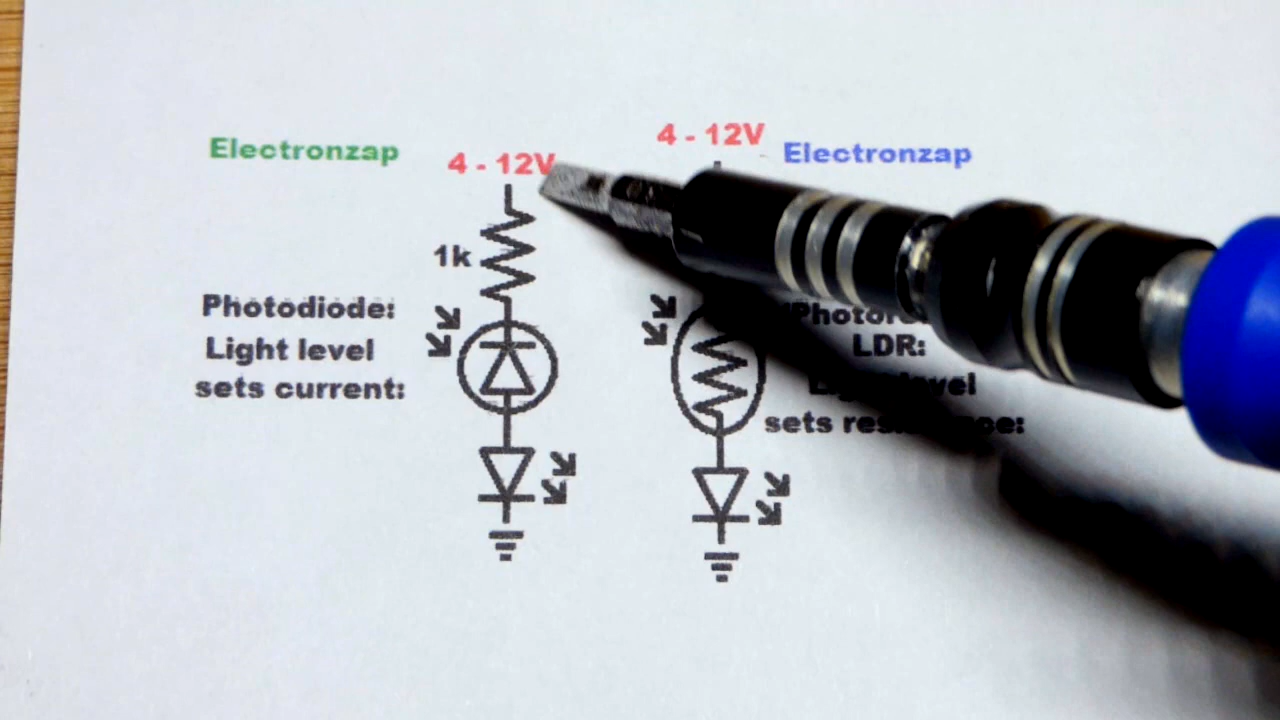 Electronzap
4 - 12V
1k
Photodiode:
Light level
sets current:
4 - 12V
Electronzap
LDR:
sets